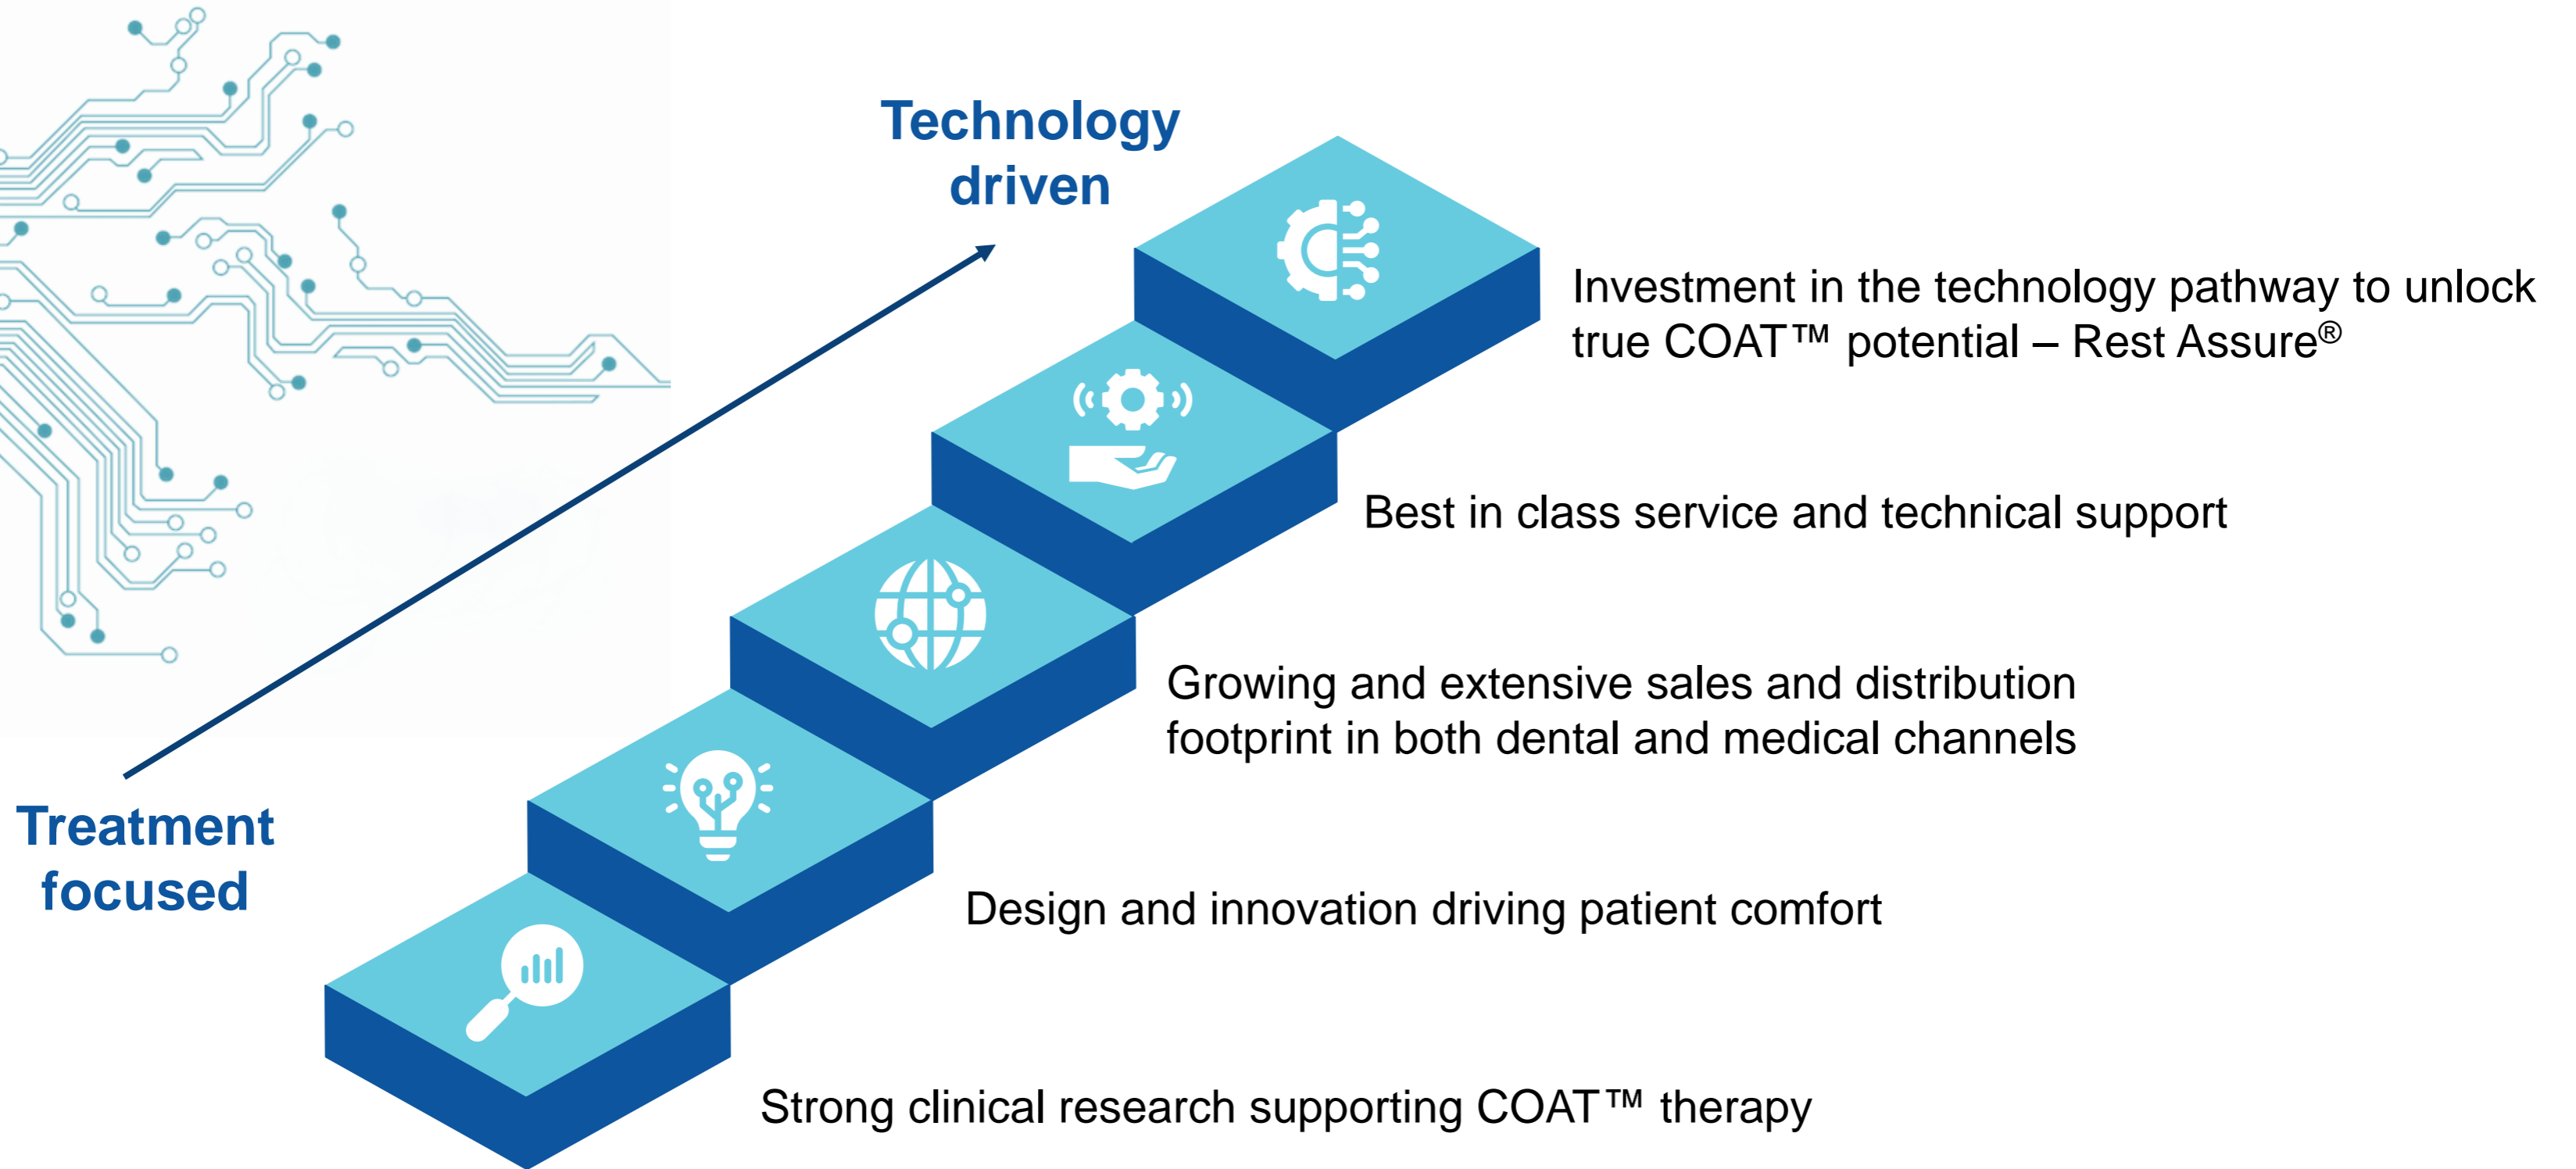 Technology
driven
Investment in the technology pathway to unlock
true COAT™ potential – Rest Assure®
Best in class service and technical support
Growing and extensive sales and distribution
footprint in both dental and medical channels
Treatment
focused
Design and innovation driving patient comfort
Strong clinical research supporting COAT™ therapy